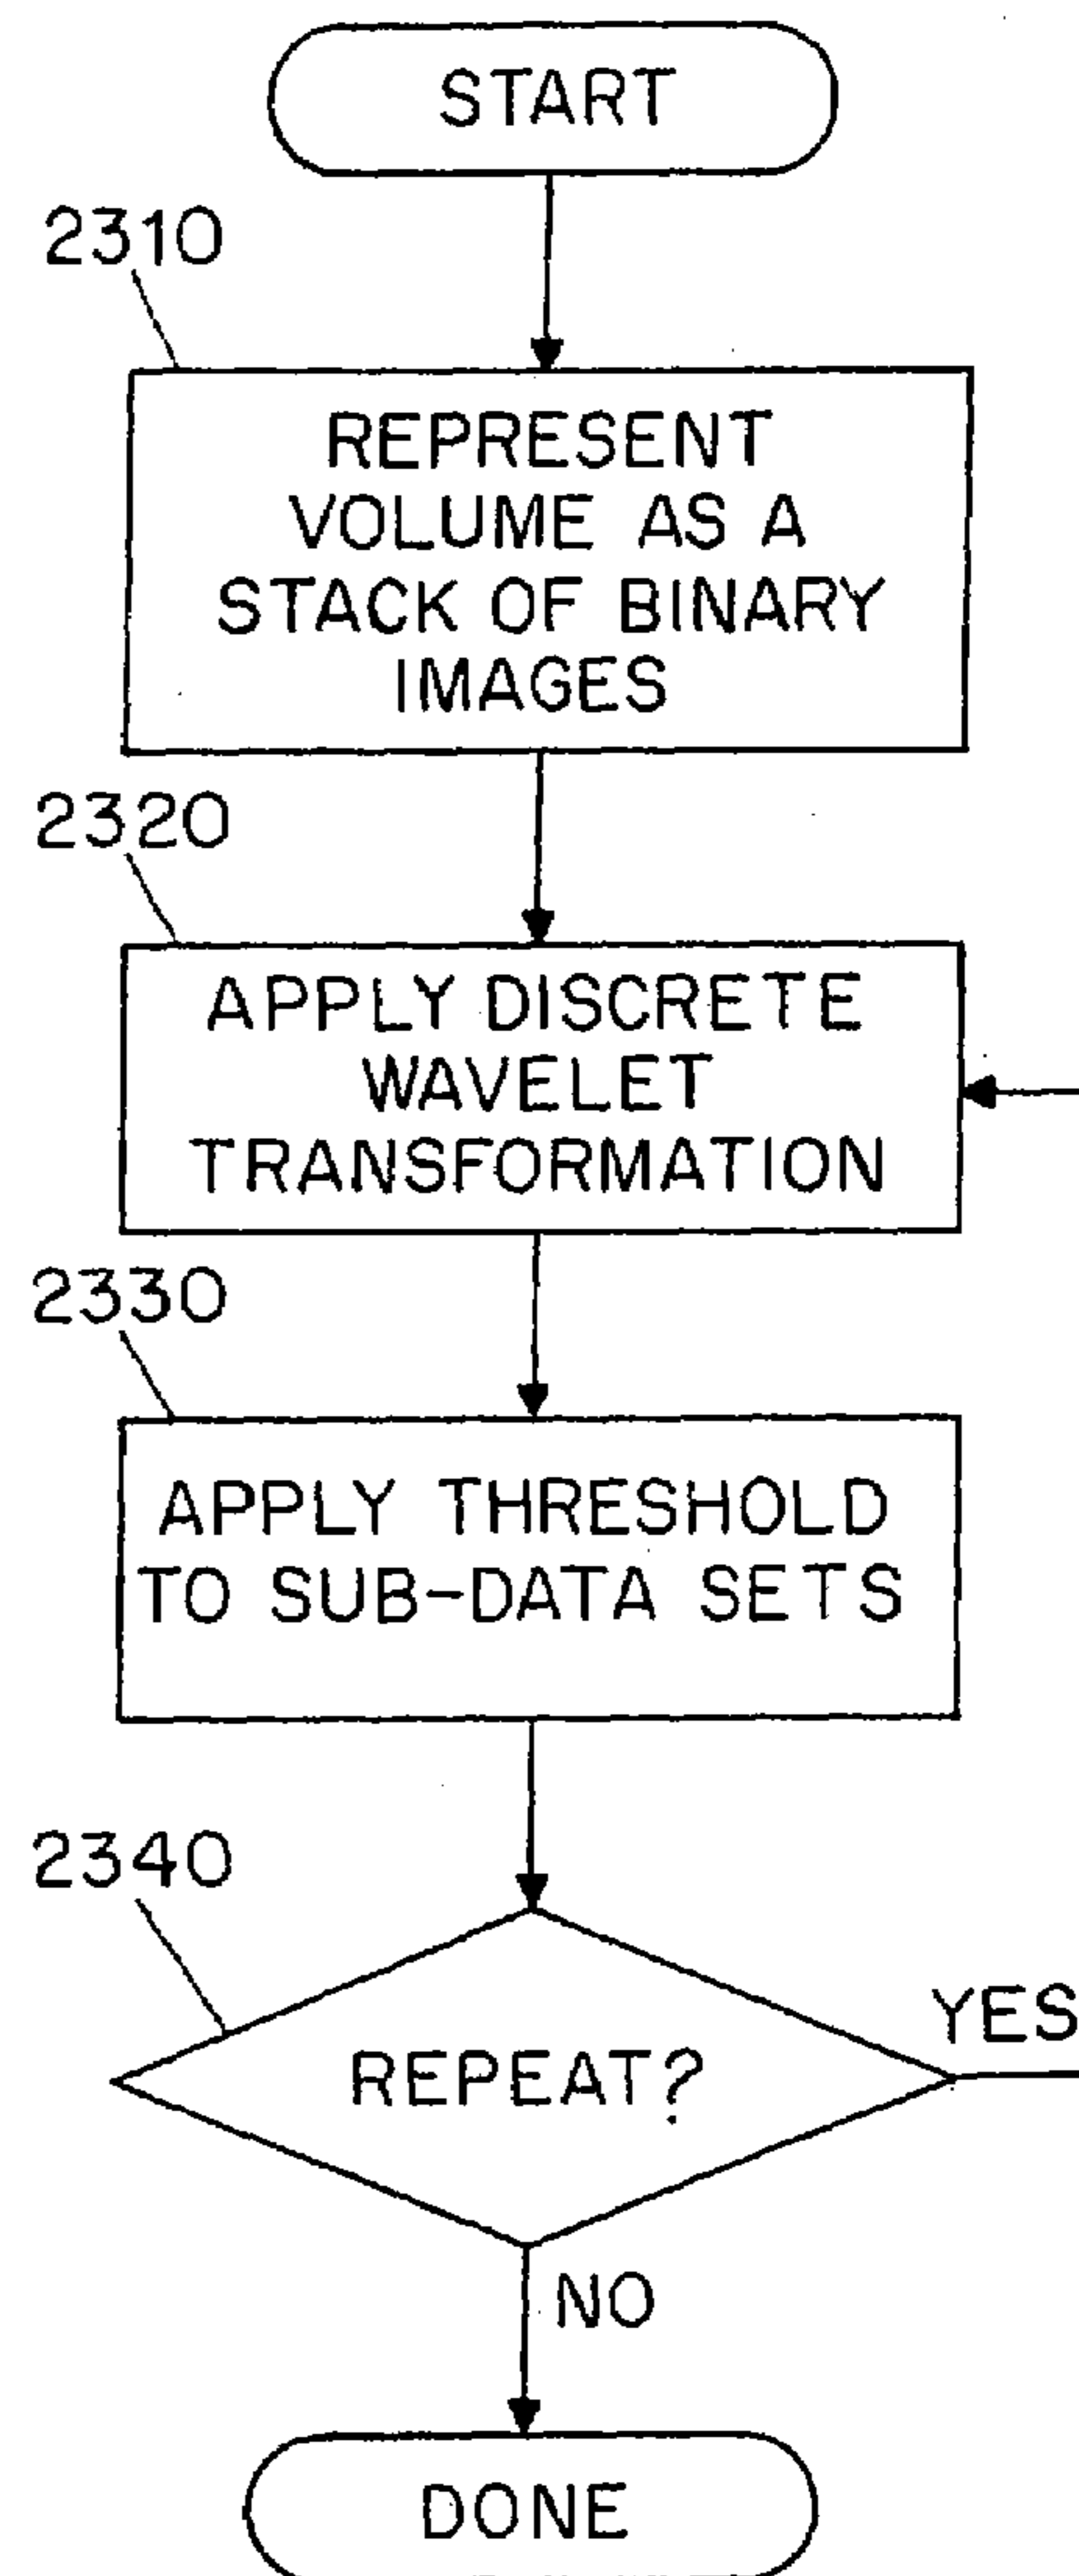 START
2310
REPRESENT
VOLUME AS A
STACK OF BINARY
IMAGES
2320
APPLY DISCRETE
WAVELET
TRANSFORMATION
2330
APPLY THRESHOLD
TO SUB-DATA SETS
2340
REPEAT?
YES
NO
DONE